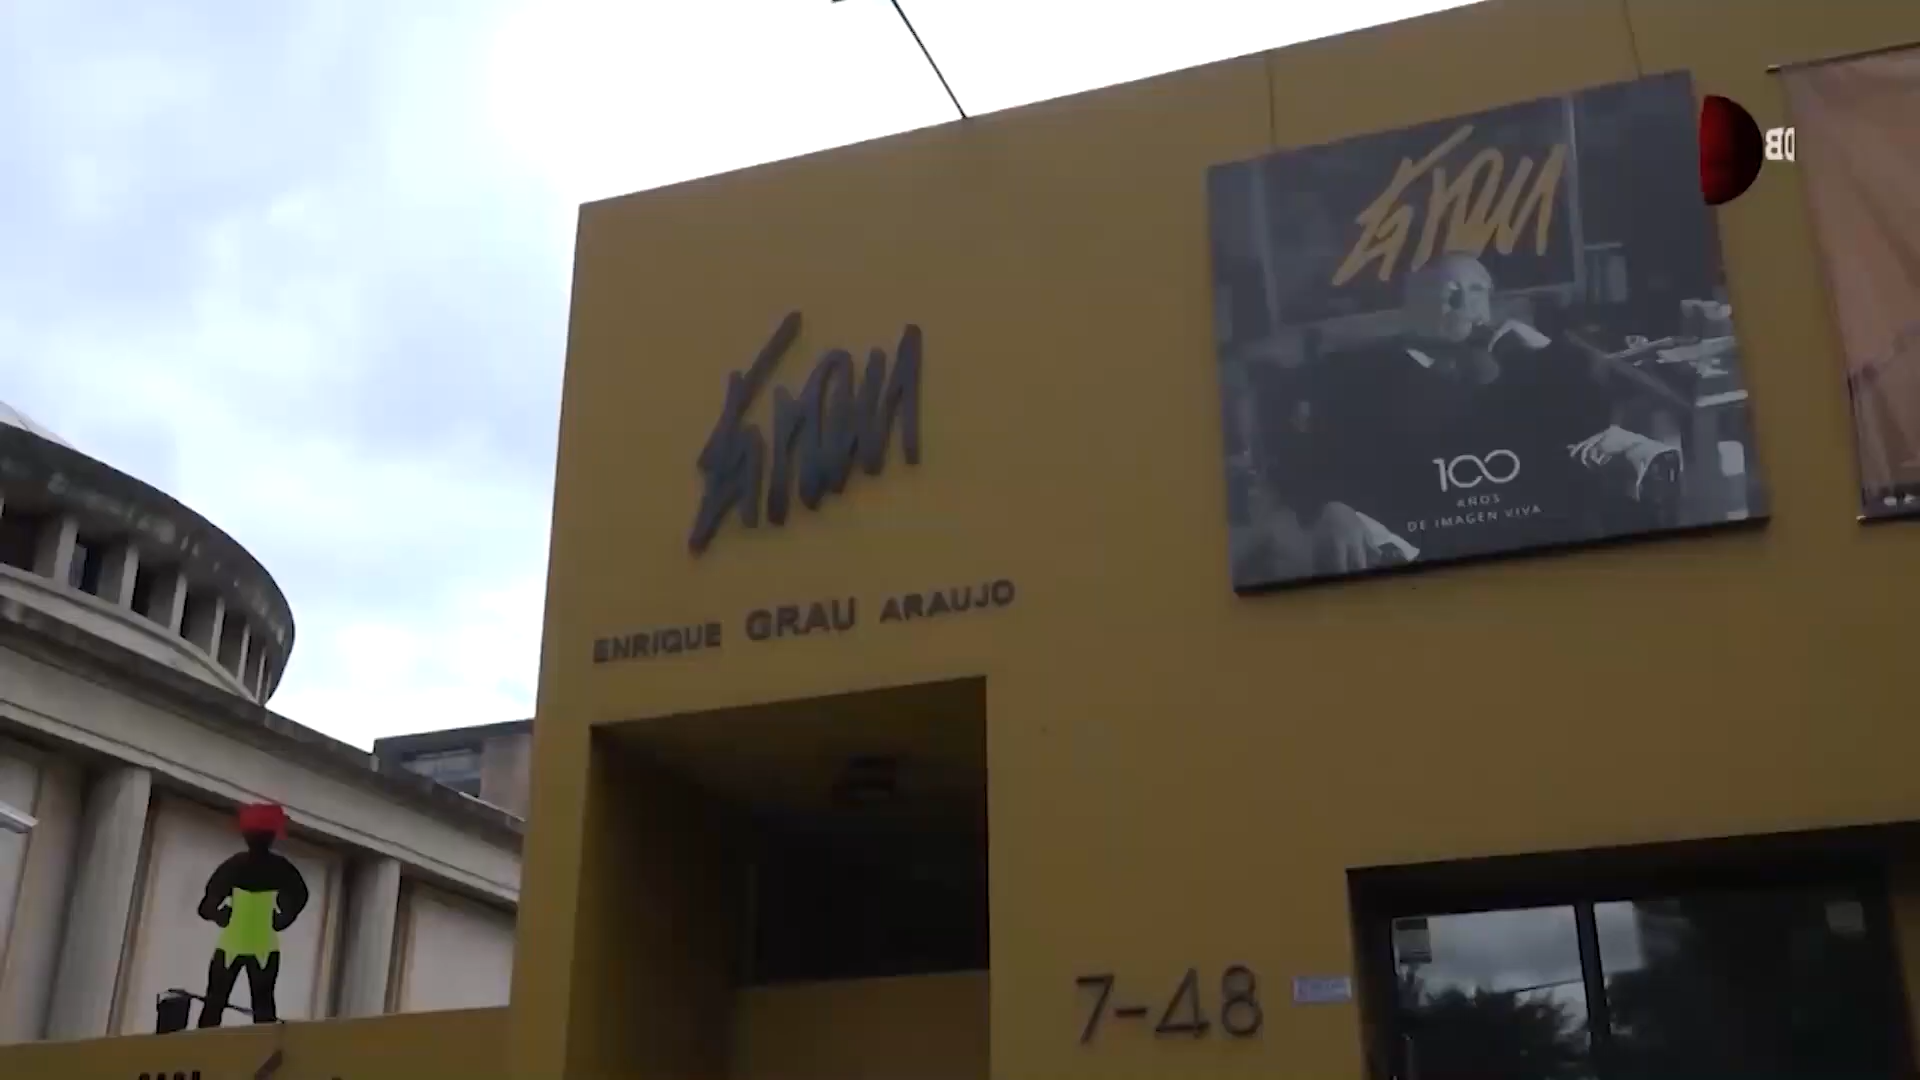 Grau
ENRIQUE GRAU ARAUJO
7-48
Grau
100
AÑOS
DE IMAGEN VIVA